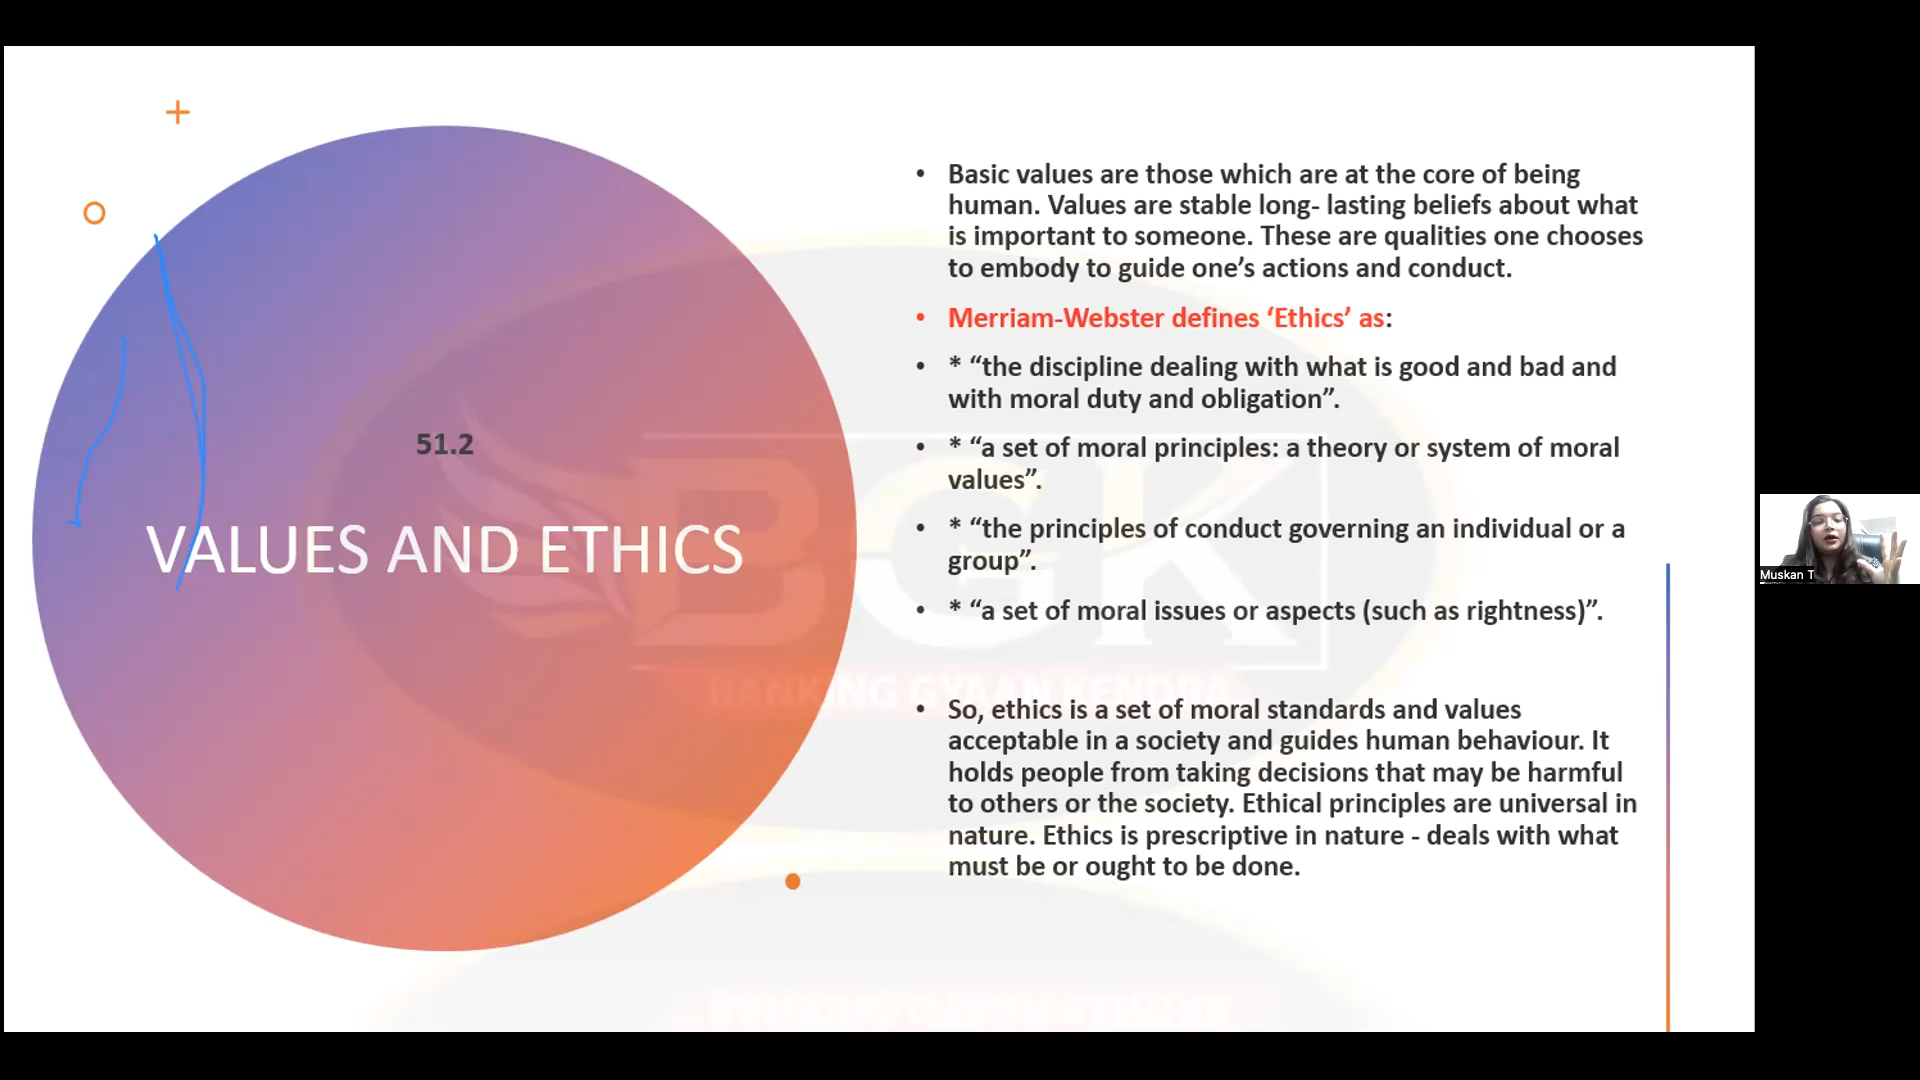 51.2
VALUES AND ETHICS
• Basic values are those which are at the core of being
human. Values are stable long- lasting beliefs about what
is important to someone. These are qualities one chooses
to embody to guide one’s actions and conduct.
• Merriam-Webster defines ‘Ethics’ as:
• * “the discipline dealing with what is good and bad and
with moral duty and obligation”.
• * “a set of moral principles: a theory or system of moral
values”.
• * “the principles of conduct governing an individual or a
group”.
• * “a set of moral issues or aspects (such as rightness)”.
• So, ethics is a set of moral standards and values
acceptable in a society and guides human behaviour. It
holds people from taking decisions that may be harmful
to others or the society. Ethical principles are universal in
nature. Ethics is prescriptive in nature - deals with what
must be or ought to be done.
BGK
BANKING GYAAN KENDRA
Muskan T